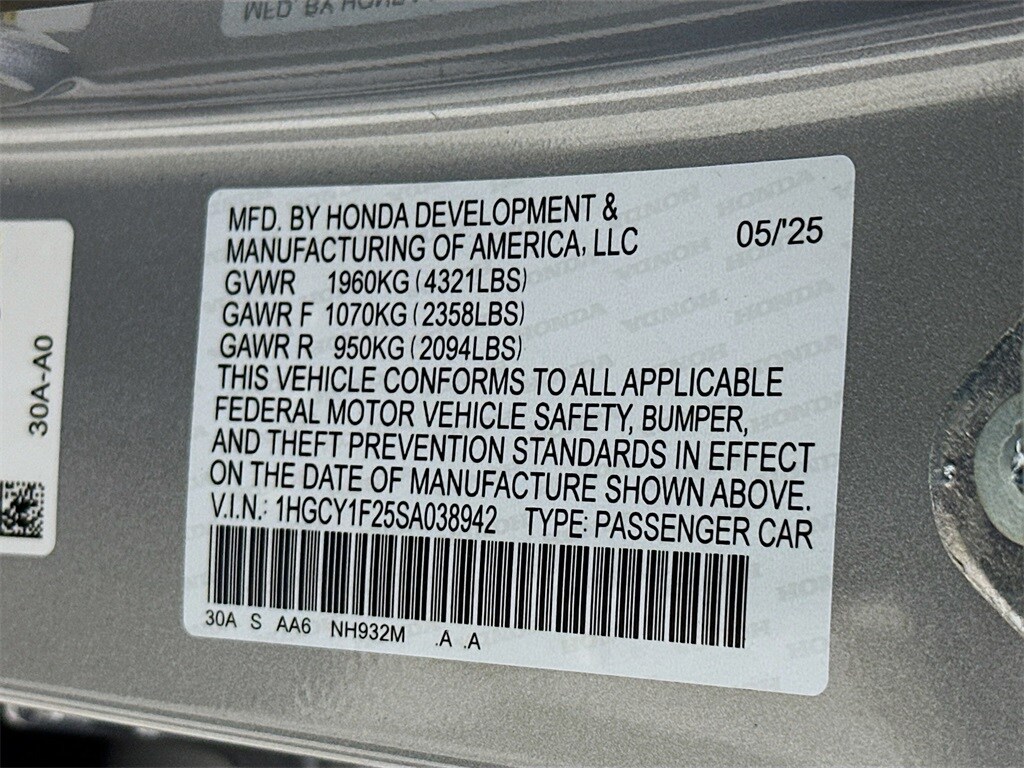 MFD. BY HONDA DEVELOPMENT &
MANUFACTURING OF AMERICA, LLC 05/'25
GVWR 1960KG (4321LBS)
GAWR F 1070KG (2358LBS)
GAWR R 950KG (2094LBS)
THIS VEHICLE CONFORMS TO ALL APPLICABLE
FEDERAL MOTOR VEHICLE SAFETY, BUMPER,
AND THEFT PREVENTION STANDARDS IN EFFECT
ON THE DATE OF MANUFACTURE SHOWN ABOVE.
V.I.N.: 1HGCY1F25SA038942 TYPE: PASSENGER CAR
30A S AA6 NH932M .A .A
30A-A0